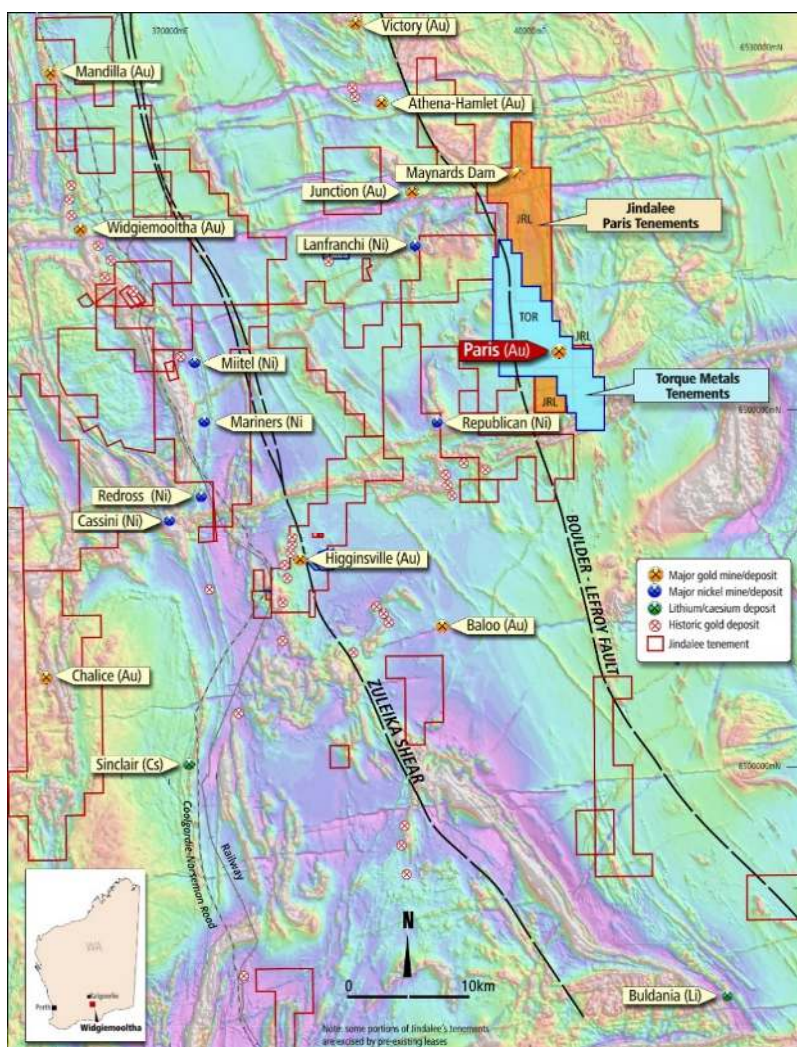 370000mE
Victory (Au)
6530000mN
Mandilla (Au)
Athena-Hamlet (Au)
Maynards Dam
Junction (Au)
JRL
Jindalee
Paris Tenements
Widgiemooltha (Au)
Lanfranchi (Ni)
TOR
JRL
Paris (Au)
Miitel (Ni)
Torque Metals
Tenements
JRL
Mariners (Ni
Republican (Ni)
Redross (Ni)
Cassini (Ni)
BOULDER - LEFROY FAULT
Higginsville (Au)
Major gold mine/deposit
Major nickel mine/deposit
Lithium/caesium deposit
Historic gold deposit
Jindalee tenement
Baloo (Au)
Chalice (Au)
ZULEIKA SHEAR
Sinclair (Cs)
Coolgardie-Norseman Road
Railway
WA
Kalgoorlie
Perth
Widgiemooltha
N
0 10km
Buldania (Li)
Note: some portions of Jindalee's tenements
are excised by pre-existing leases